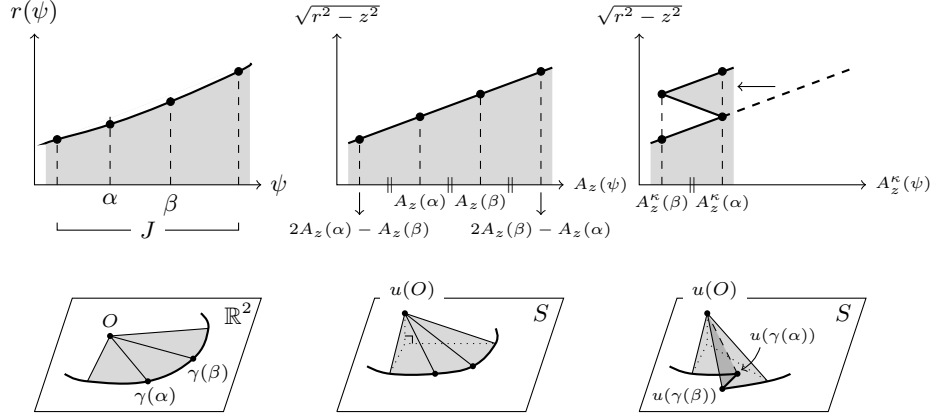 r(ψ)
ψ
α
β
J
√r² − z²
A_z(ψ)
A_z(α)
A_z(β)
2A_z(α) − A_z(β)
2A_z(β) − A_z(α)
√r² − z²
A_z^κ(ψ)
A_z^κ(β)
A_z^κ(α)
O
ℝ²
γ(β)
γ(α)
u(O)
S
u(O)
S
u(γ(α))
u(γ(β))